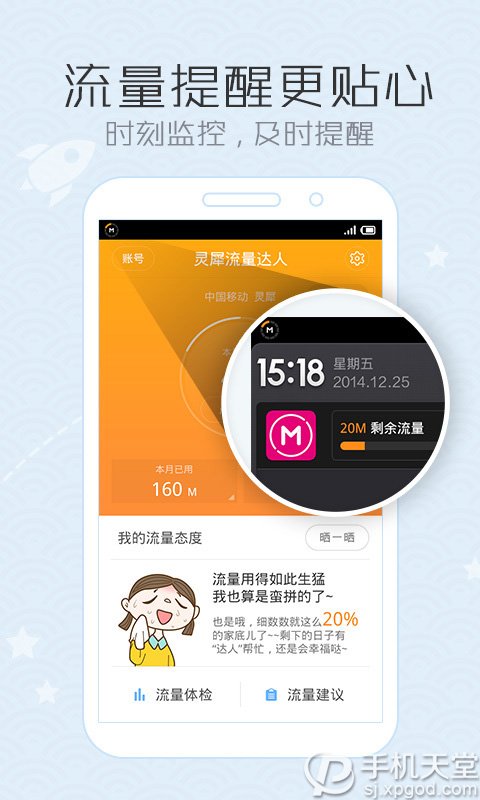 流量提醒更贴心
时刻监控，及时提醒
M
账号
灵犀流量达人
中国移动 灵犀
本
M
15:18
星期五
2014.12.25
M
20M 剩余流量
本月已用
160 M
我的流量态度
晒一晒
流量用得如此生猛
我也算是蛮拼的了~
也是哦，细数数就这么20%
的家底儿了~~剩下的日子有
“达人”帮忙，还是会幸福哒~
流量体检
流量建议
手机天堂
sj.xpgod.com